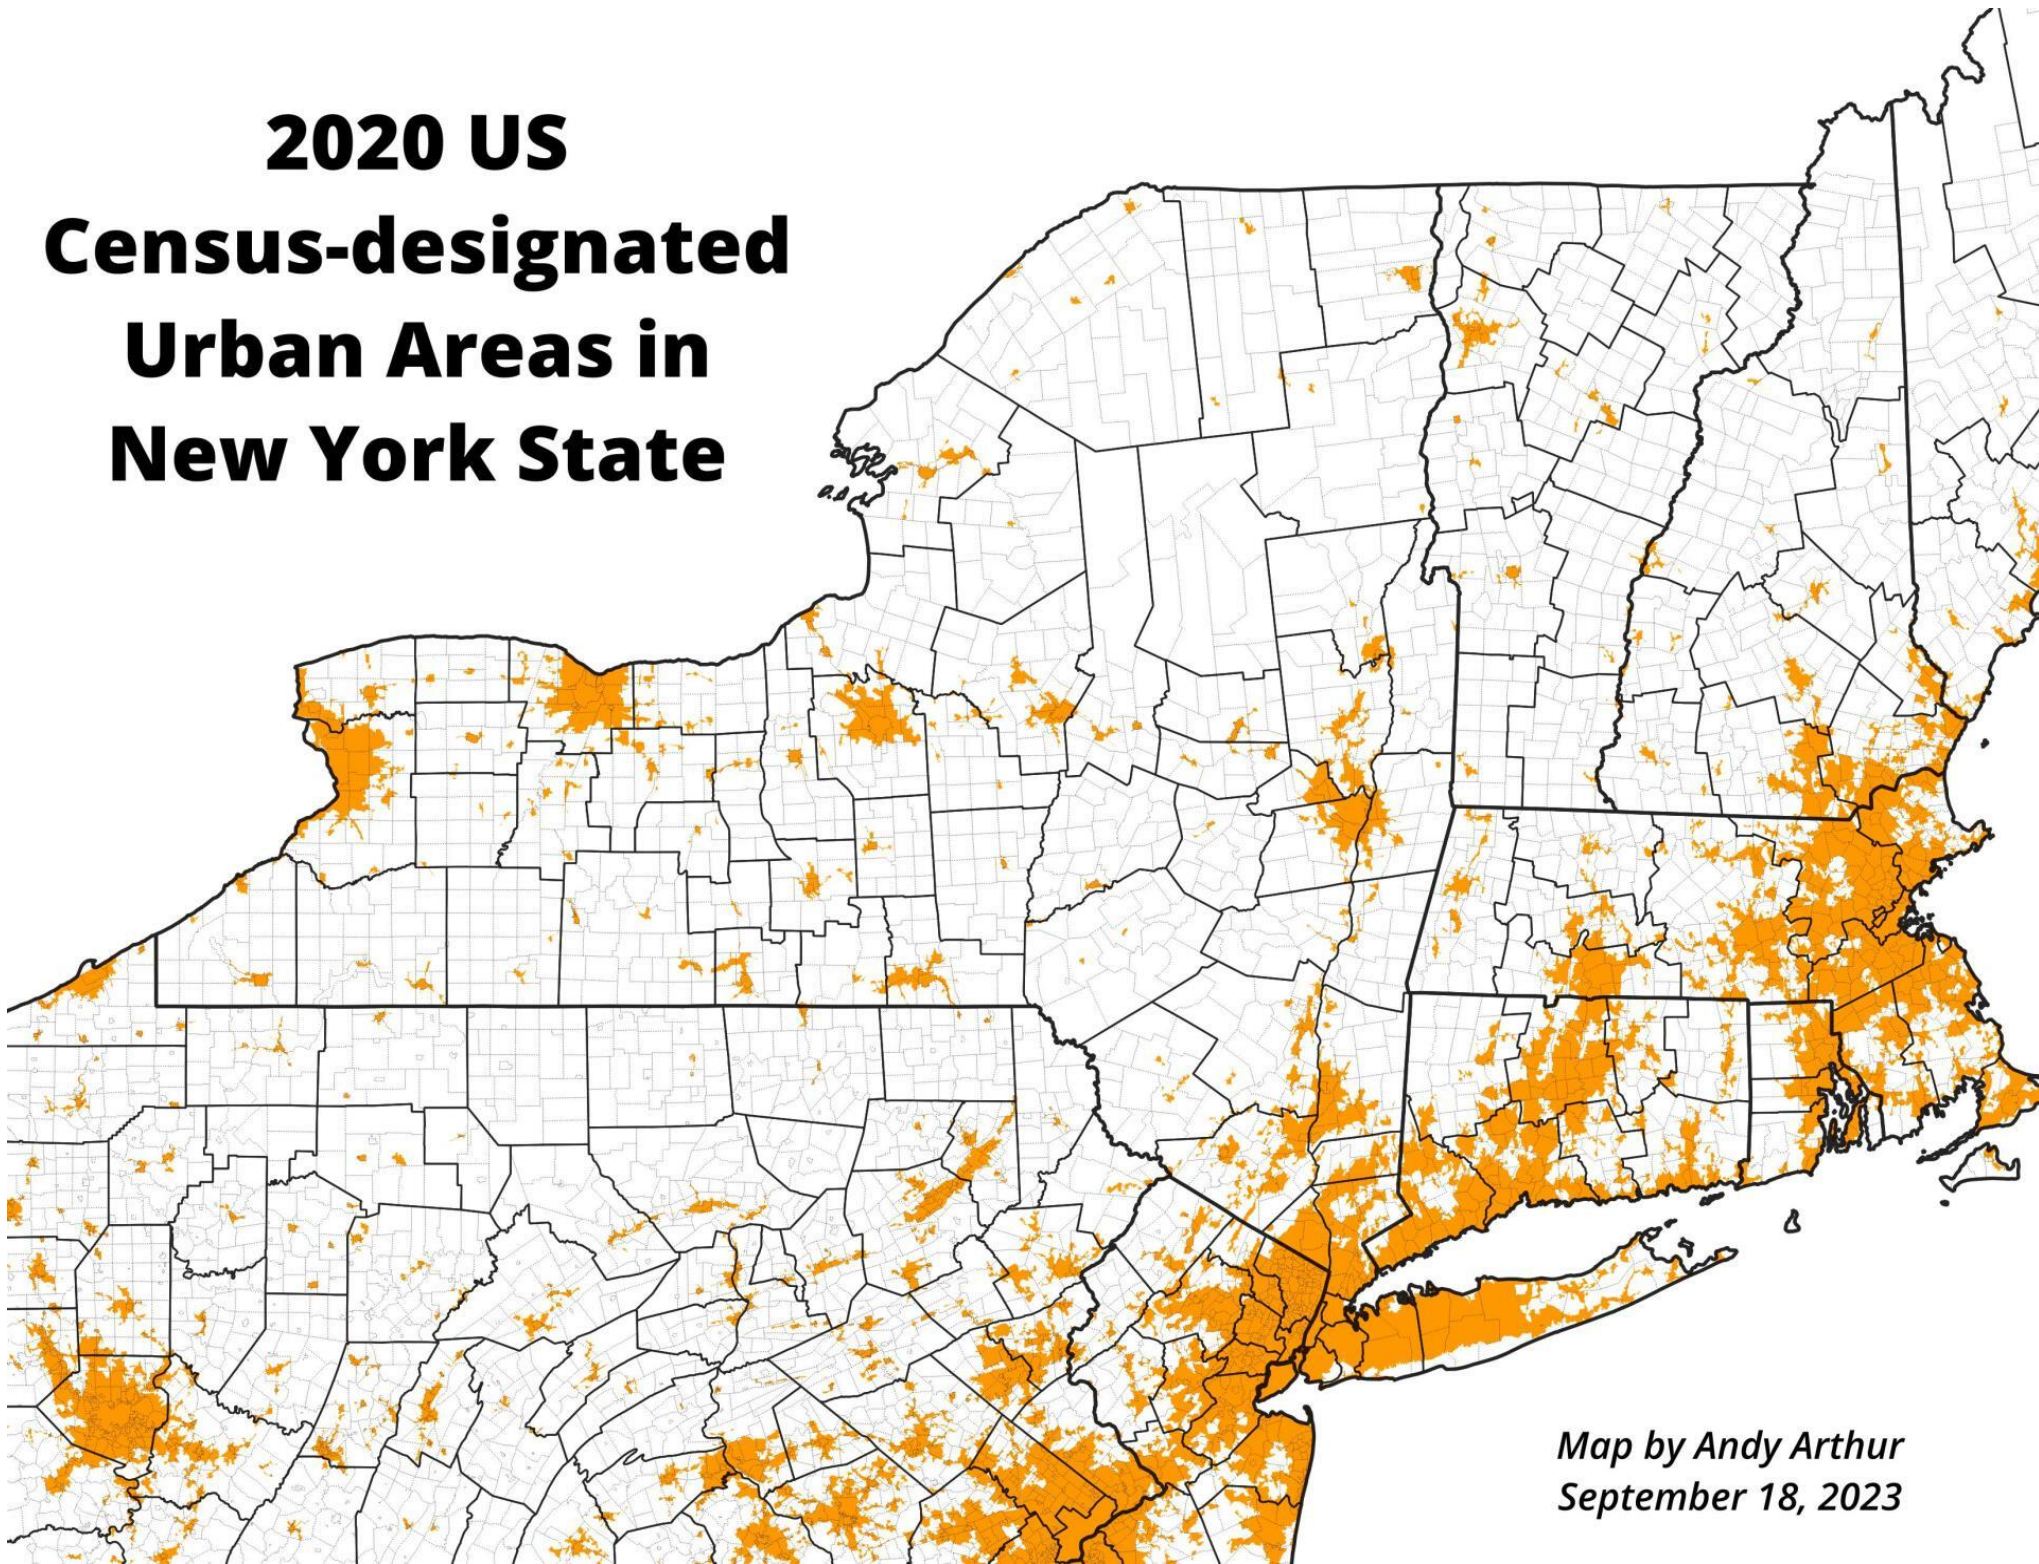 2020 US
Census-designated
Urban Areas in
New York State
Map by Andy Arthur
September 18, 2023